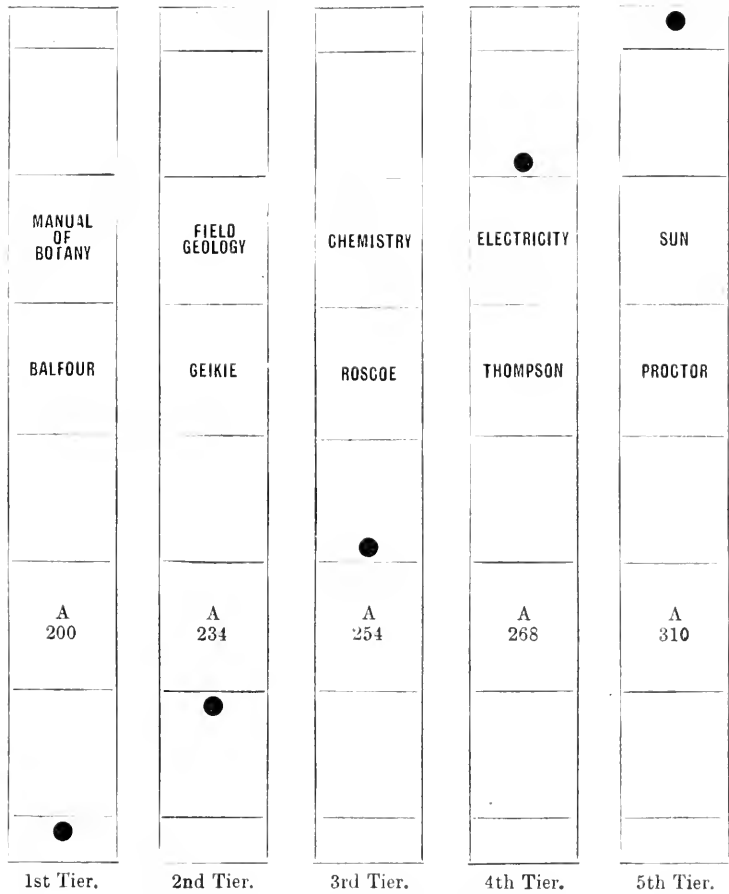 MANUAL
OF
BOTANY
BALFOUR
A
200
1st Tier.
FIELD
GEOLOGY
GEIKIE
A
234
2nd Tier.
CHEMISTRY
ROSCOE
A
254
3rd Tier.
ELECTRICITY
THOMPSON
A
268
4th Tier.
SUN
PROCTOR
A
310
5th Tier.